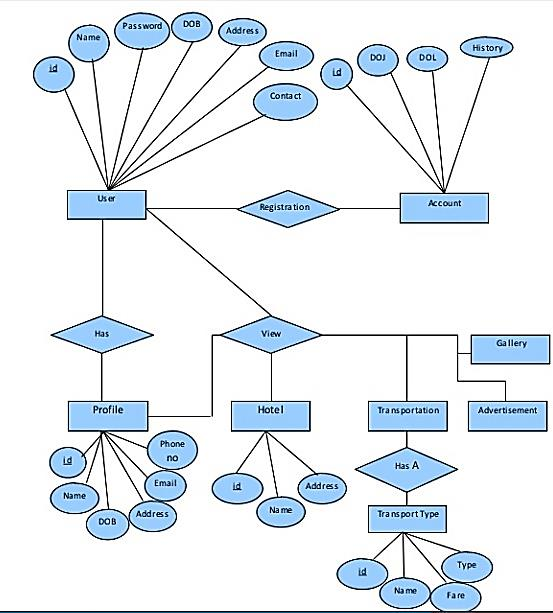 id
Name
Password
DOB
Address
Email
Contact
id
DOJ
DOL
History
User
Registration
Account
Has
View
Gallery
Profile
Hotel
Transportation
Advertisement
id
Name
DOB
Address
Email
Phone
no
id
Name
Address
Has A
Transport Type
id
Name
Fare
Type